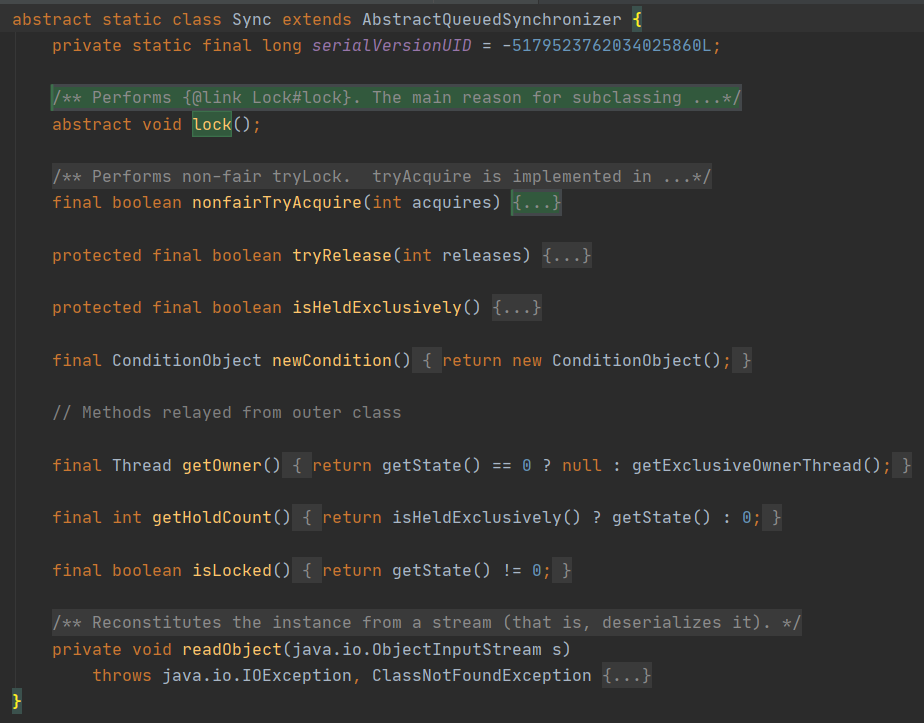 abstract static class Sync extends AbstractQueuedSynchronizer {
private static final long serialVersionUID = -5179523762034025860L;
/** Performs {@link Lock#lock}. The main reason for subclassing ...*/
abstract void lock();
/** Performs non-fair tryLock.  tryAcquire is implemented in ...*/
final boolean nonfairTryAcquire(int acquires) {...}
protected final boolean tryRelease(int releases) {...}
protected final boolean isHeldExclusively() {...}
final ConditionObject newCondition() { return new ConditionObject(); }
// Methods relayed from outer class
final Thread getOwner() { return getState() == 0 ? null : getExclusiveOwnerThread(); }
final int getHoldCount() { return isHeldExclusively() ? getState() : 0; }
final boolean isLocked() { return getState() != 0; }
/** Reconstitutes the instance from a stream (that is, deserializes it). */
private void readObject(java.io.ObjectInputStream s)
throws java.io.IOException, ClassNotFoundException {...}
}